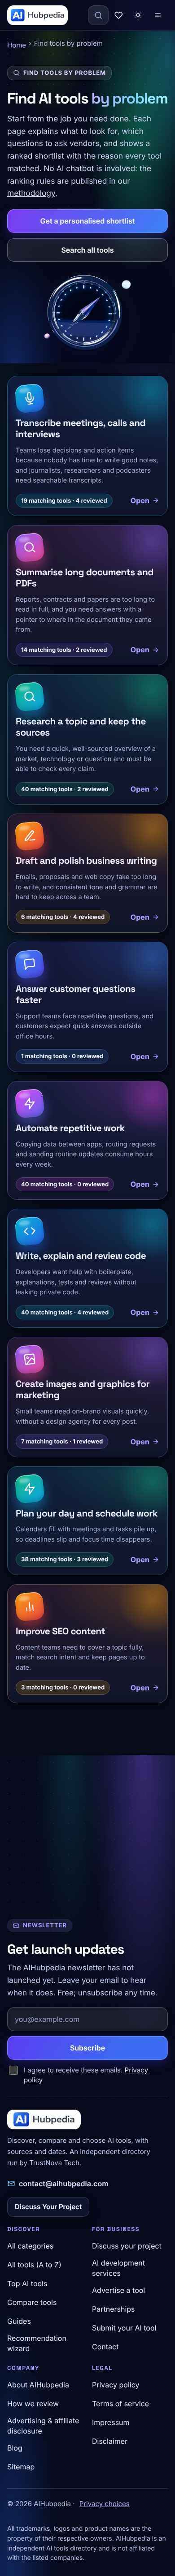 AI Hubpedia
Home › Find tools by problem
FIND TOOLS BY PROBLEM
Find AI tools by problem
Start from the job you need done. Each
page explains what to look for, which
questions to ask vendors, and shows a
ranked shortlist with the reason every tool
matched. No AI chatbot is involved: the
ranking rules are published in our
methodology.
Get a personalised shortlist
Search all tools
Transcribe meetings, calls and
interviews
Teams lose decisions and action items
because nobody has time to write good notes,
and journalists, researchers and podcasters
need searchable transcripts.
19 matching tools · 4 reviewed
Open →
Summarise long documents and
PDFs
Reports, contracts and papers are too long to
read in full, and you need answers with a
pointer to where in the document they came
from.
14 matching tools · 2 reviewed
Open →
Research a topic and keep the
sources
You need a quick, well-sourced overview of a
market, technology or question and must be
able to check every claim.
40 matching tools · 2 reviewed
Open →
Draft and polish business writing
Emails, proposals and web copy take too long
to write, and consistent style and grammar are
hard to keep across a team.
6 matching tools · 4 reviewed
Open →
Answer customer questions
faster
Support teams face repetitive questions, and
customers expect quick answers outside
office hours.
1 matching tools · 0 reviewed
Open →
Automate repetitive work
Copying data between apps, routing requests
and sending routine updates consume hours
every week.
40 matching tools · 0 reviewed
Open →
Write, explain and review code
Developers want help with boilerplate,
explanations, tests and reviews without
leaking private code.
40 matching tools · 4 reviewed
Open →
Create images and graphics for
marketing
Small teams need on-brand visuals quickly,
without a design agency for every post.
7 matching tools · 1 reviewed
Open →
Plan your day and schedule work
Calendars fill with meetings and tasks pile up,
so deadlines slip and focus time disappears.
38 matching tools · 3 reviewed
Open →
Improve SEO content
Content teams need to cover a topic fully,
match search intent and keep pages up to
date.
3 matching tools · 0 reviewed
Open →
NEWSLETTER
Get launch updates
The AIHubpedia newsletter has not
launched yet. Leave your email to hear
when it does. Free; unsubscribe any time.
you@example.com
Subscribe
I agree to receive these emails. Privacy
policy
AI Hubpedia
Discover, compare and choose AI tools, with
sources and dates. An independent directory
run by TrustNova Tech.
contact@aihubpedia.com
Discuss Your Project
DISCOVER
All categories
All tools (A to Z)
Top AI tools
Compare tools
Guides
Recommendation
wizard
FOR BUSINESS
Discuss your project
AI development
services
Advertise a tool
Partnerships
Submit your AI tool
Contact
COMPANY
About AIHubpedia
How we review
Advertising & affiliate
disclosure
Blog
Sitemap
LEGAL
Privacy policy
Terms of service
Impressum
Disclaimer
© 2026 AIHubpedia · Privacy choices
All trademarks, logos and product names are the
property of their respective owners. AIHubpedia is an
independent AI tools directory and is not affiliated
with the listed companies.